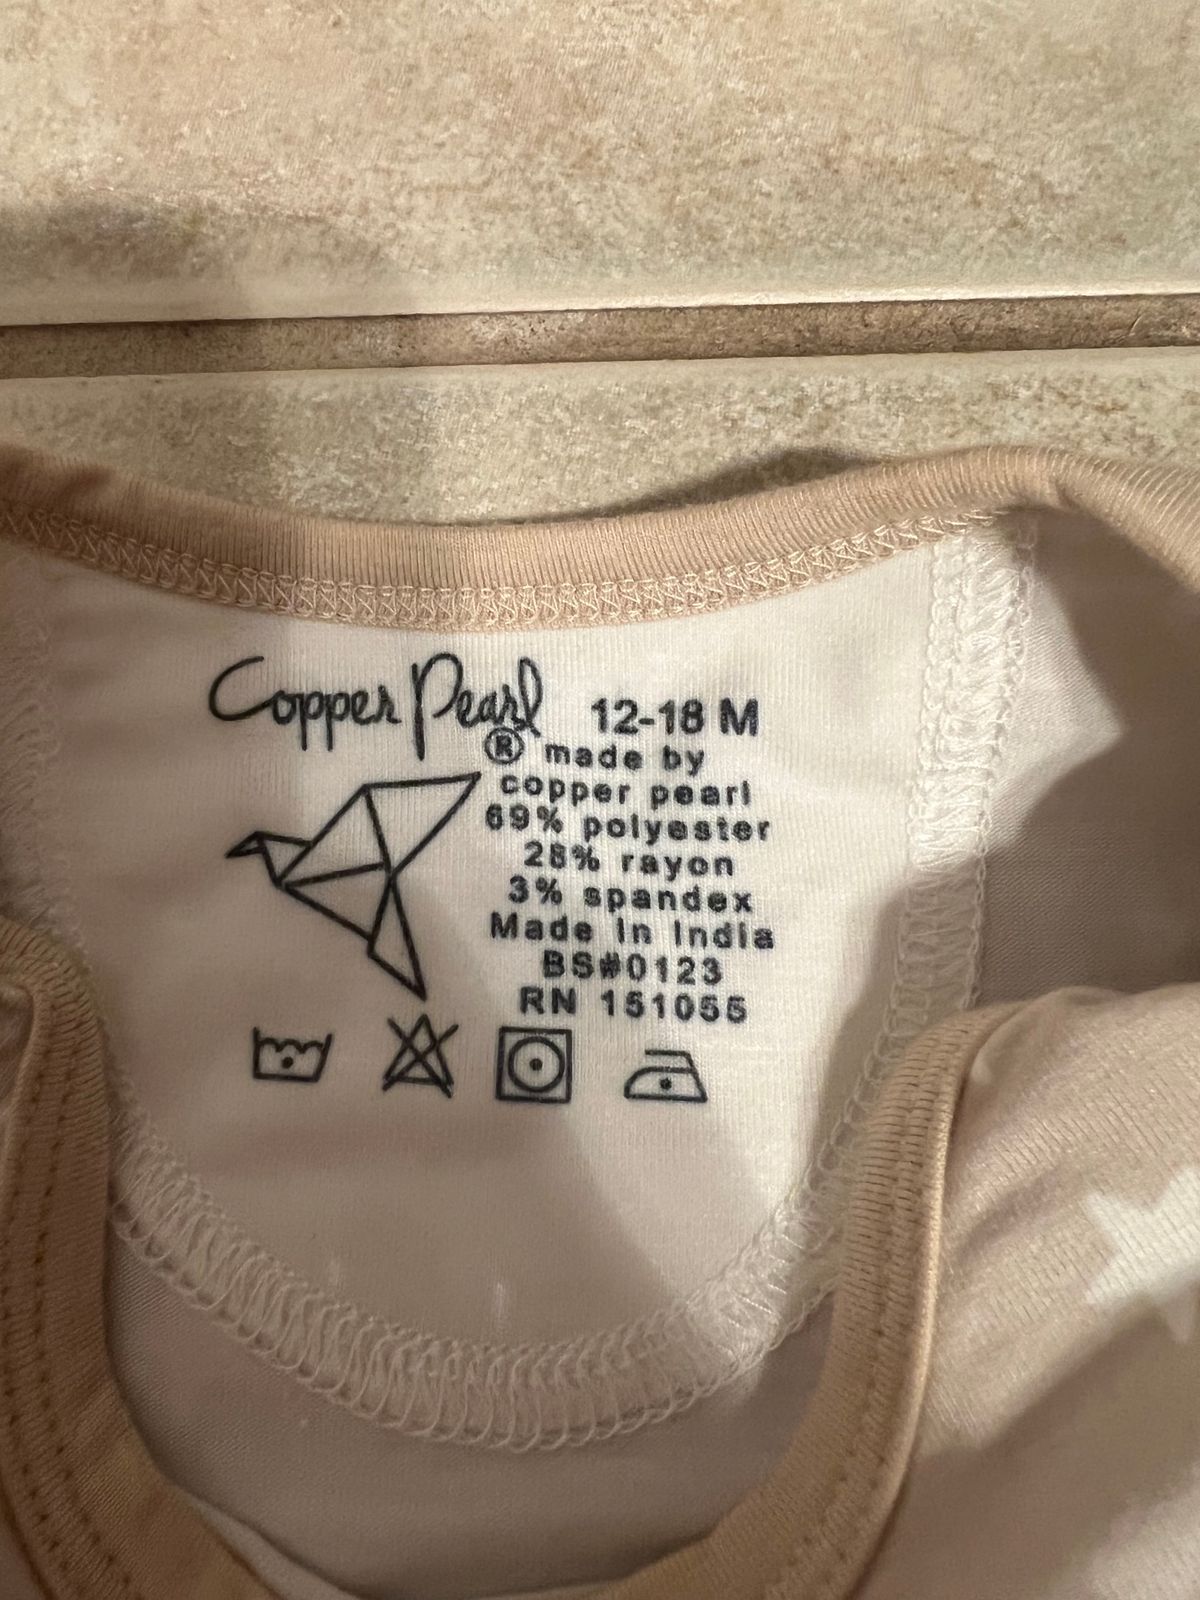 Copper Pearl
12-18 M
® made by
copper pearl
69% polyester
28% rayon
3% spandex
Made In India
BS#0123
RN 151055